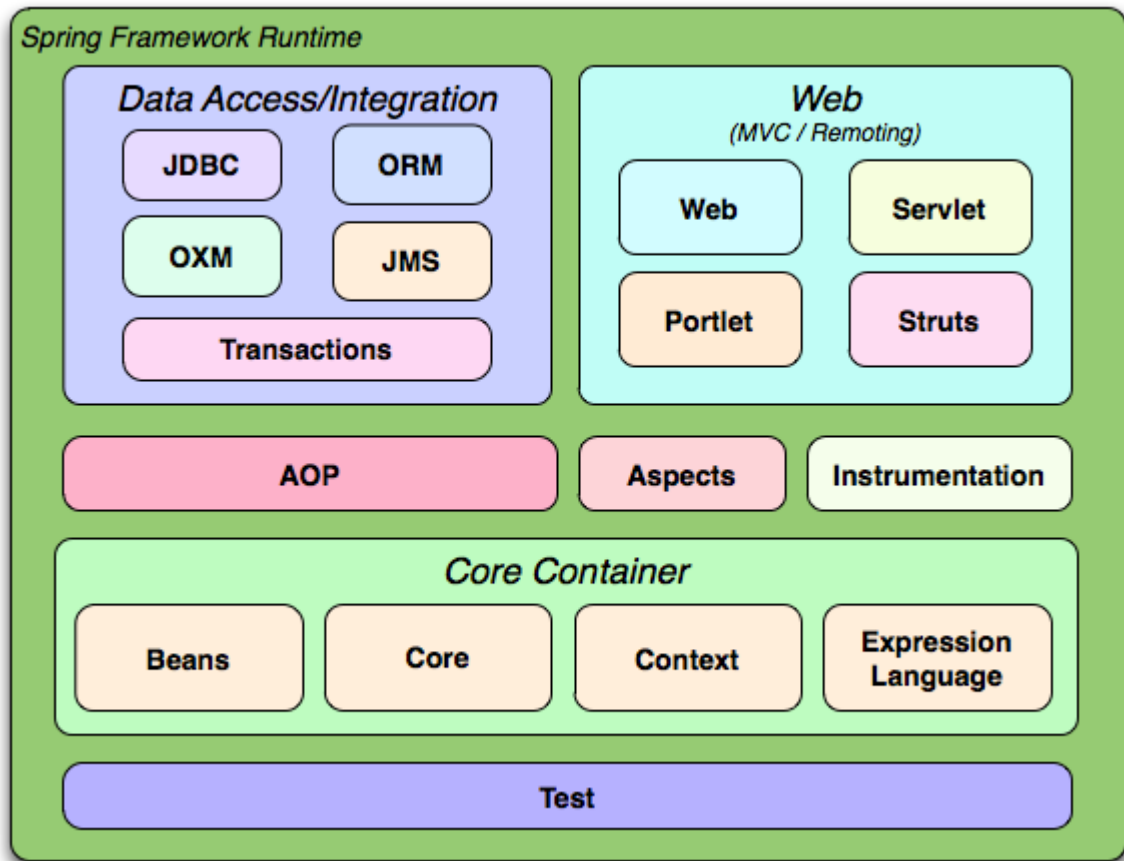 Spring Framework Runtime
Data Access/Integration
JDBC
ORM
OXM
JMS
Transactions
Web
(MVC / Remoting)
Web
Servlet
Portlet
Struts
AOP
Aspects
Instrumentation
Core Container
Beans
Core
Context
Expression
Language
Test